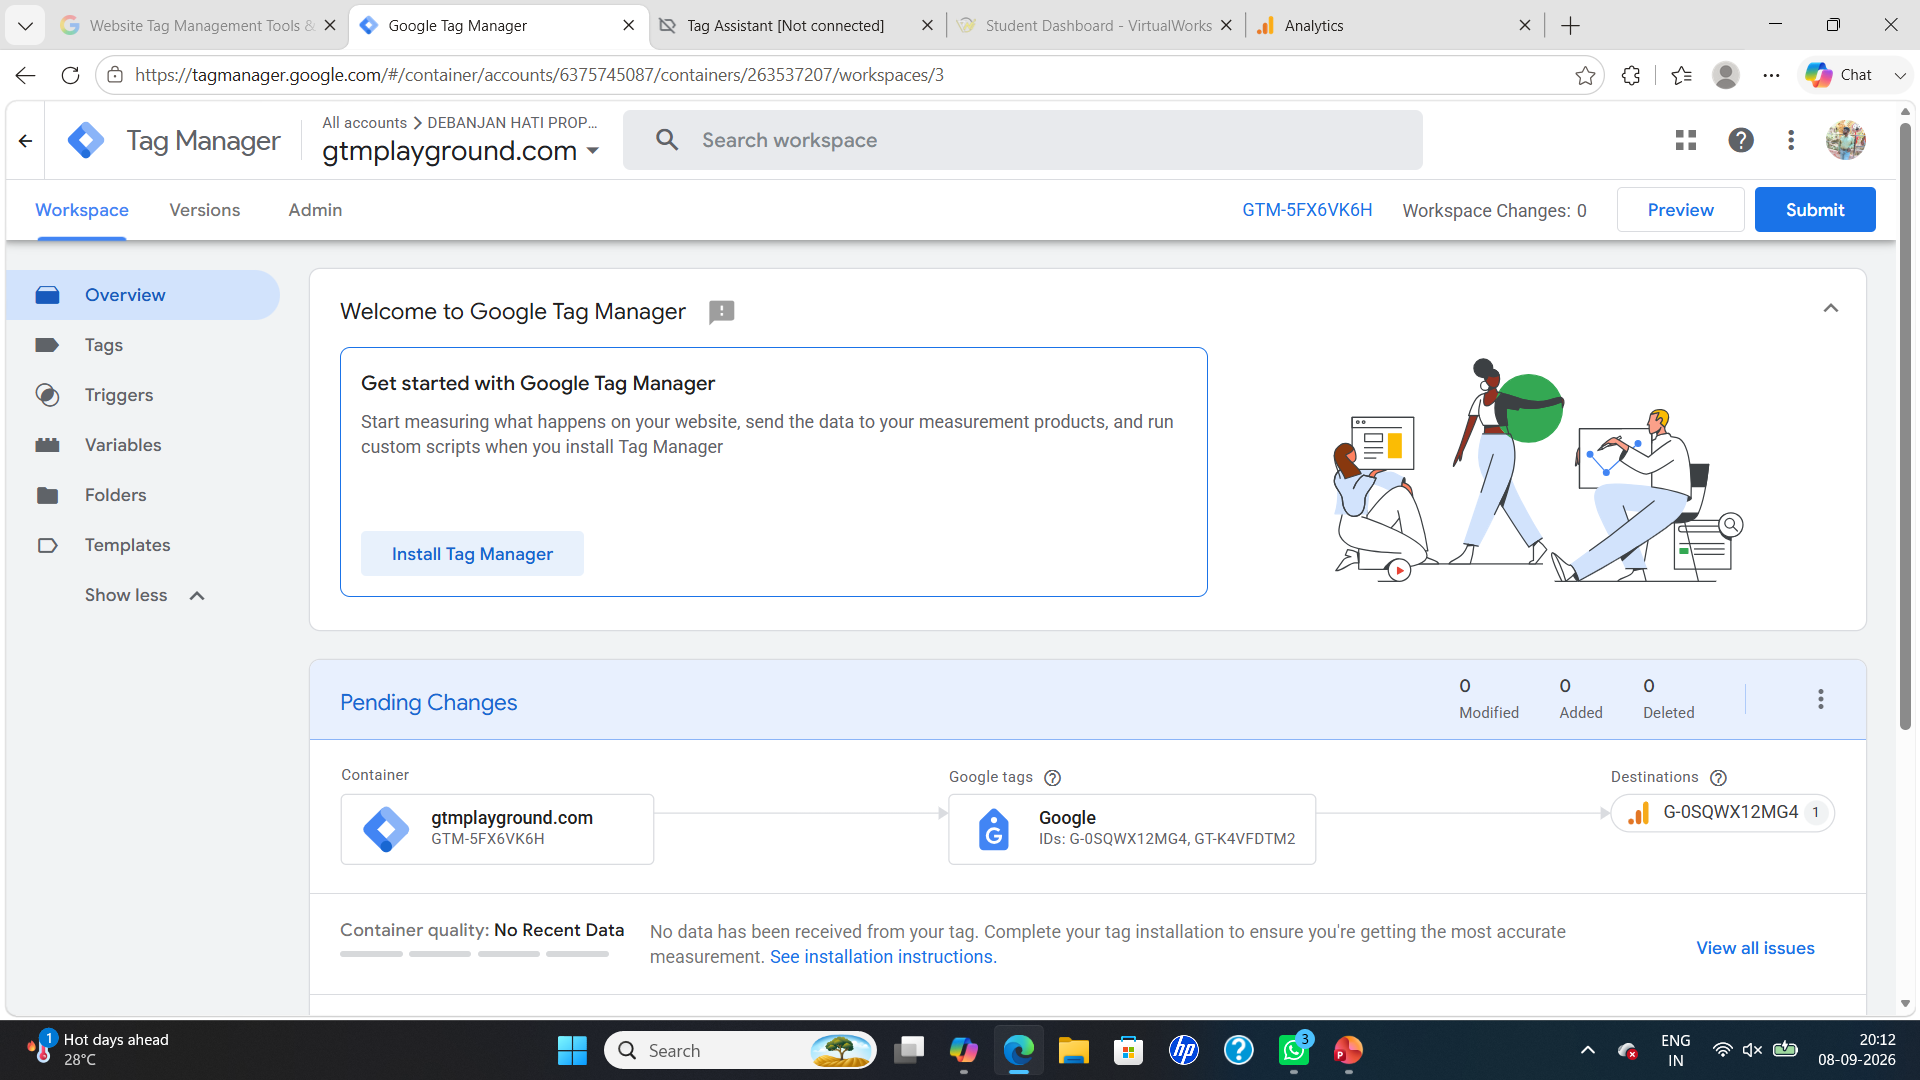 Website Tag Management Tools &
Google Tag Manager
Tag Assistant [Not connected]
Student Dashboard - VirtualWorks
Analytics
https://tagmanager.google.com/#/container/accounts/6375745087/containers/263537207/workspaces/3
Chat
Tag Manager
All accounts > DEBANJAN HATI PROP...
gtmplayground.com
Search workspace
Workspace
Versions
Admin
GTM-5FX6VK6H
Workspace Changes: 0
Preview
Submit
Overview
Tags
Triggers
Variables
Folders
Templates
Show less
Welcome to Google Tag Manager
Get started with Google Tag Manager
Start measuring what happens on your website, send the data to your measurement products, and run
custom scripts when you install Tag Manager
Install Tag Manager
Pending Changes
0
Modified
0
Added
0
Deleted
Container
gtmplayground.com
GTM-5FX6VK6H
Google tags
G
Google
IDs: G-0SQWX12MG4, GT-K4VFDTM2
Destinations
G-0SQWX12MG4 1
Container quality: No Recent Data
No data has been received from your tag. Complete your tag installation to ensure you're getting the most accurate
measurement. See installation instructions.
View all issues
1
Hot days ahead
28°C
Search
hp
3
P
ENG
IN
20:12
08-09-2026